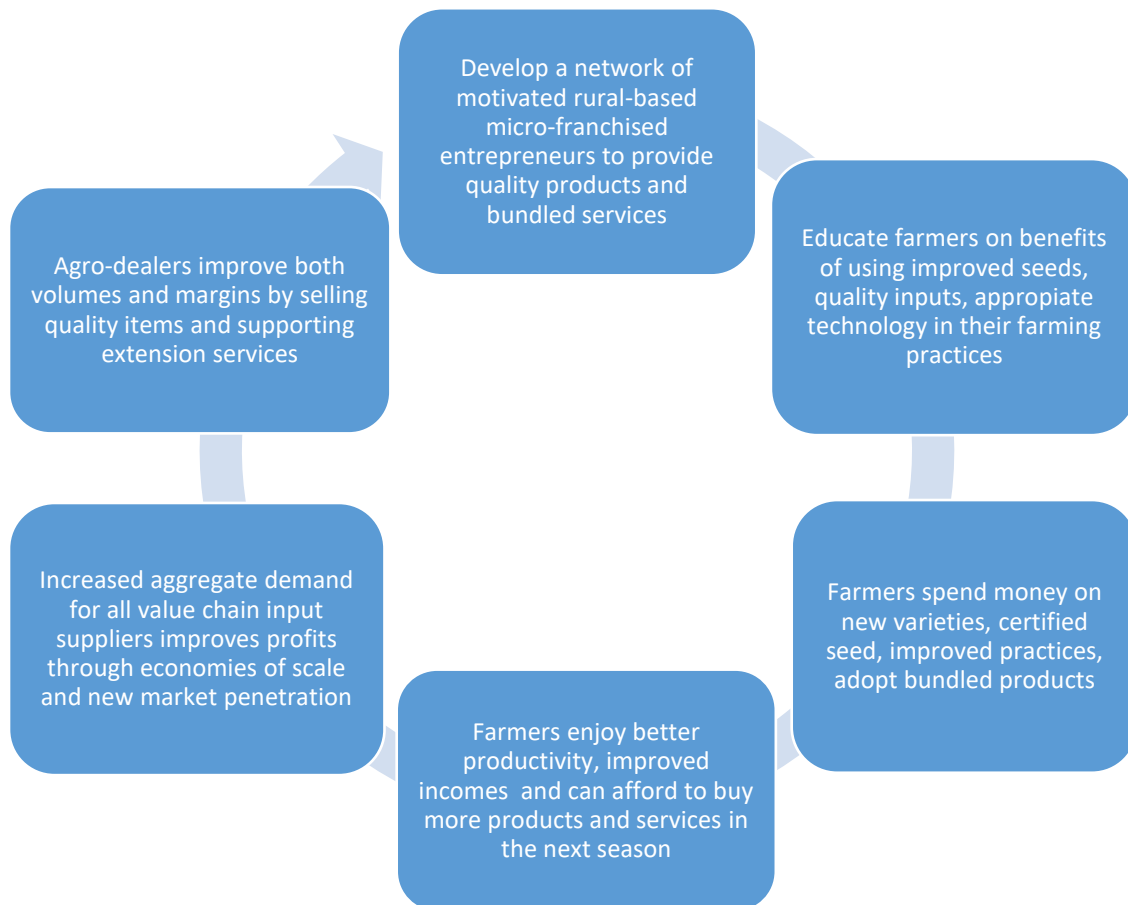 Develop a network of
motivated rural-based
micro-franchised
entrepreneurs to provide
quality products and
bundled services
Educate farmers on benefits
of using improved seeds,
quality inputs, appropiate
technology in their farming
practices
Farmers spend money on
new varieties, certified
seed, improved practices,
adopt bundled products
Farmers enjoy better
productivity, improved
incomes  and can afford to buy
more products and services in
the next season
Increased aggregate demand
for all value chain input
suppliers improves profits
through economies of scale
and new market penetration
Agro-dealers improve both
volumes and margins by selling
quality items and supporting
extension services